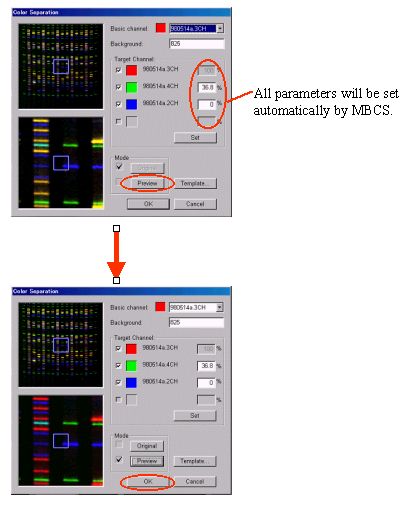 Color Separation
Basic channel: 980514a.3CH
Background: 825
Target Channel:
980514a.3CH 100 %
980514a.4CH 36.8 %
980514a.2CH 0 %
%
Set
Mode
Original
Preview Template...
OK Cancel
All parameters will be set
automatically by MBCS.
Color Separation
Basic channel: 980514a.3CH
Background: 825
Target Channel:
980514a.3CH 100 %
980514a.4CH 36.8 %
980514a.2CH 0 %
%
Set
Mode
Original
Preview Template...
OK Cancel